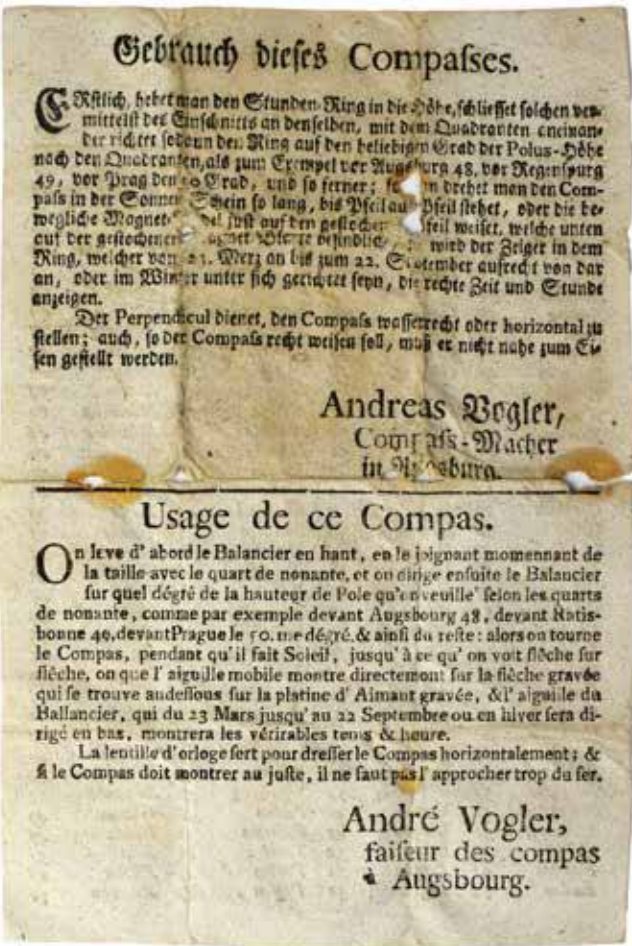 Gebrauch dieses Compaſses.
ERſtlich, hebet man den Stunden-Ring in die Höhe, ſchlieſſet ſolchen ver-
mittelſt des Einſchnitts an denſelben, mit dem Quadranten aneinan-
der richtet ſodann den Ring auf den beliebigen Grad der Polus-Höhe
nach den Quadranten, als zum Exempel vor Augſburg 48. vor Regenſpurg
49, vor Prag den Grad, und ſo ferner; drehet man den Com-
paſs in der Sonnen Schein ſo lang, bis Pfeil auf Pfeil ſtehet, oder die be-
wegliche Magnet- juſt auf den geſtochen Pfeil weiſet, welche unten
auf der geſtochenen befindlich, wird der Zeiger in dem
Ring, welcher von 23. Merz an bis zum 22. September aufrecht von dar
an, oder im Winter unter ſich gerichtet ſeyn, die rechte Zeit und Stunde
anzeigen.
Der Perpendicul dienet, den Compaſs waſſerrecht oder horizontal zu
ſtellen; auch, ſo der Compaſs recht weiſen ſoll, muß er nicht nahe zum Ei-
ſen geſtellt werden.
Andreas Vogler,
Compaſs-Macher
in Augsburg.
Usage de ce Compas.
On leve d' abord le Balancier en hant, en le joignant momennant de
la taille avec le quart de nonante, et on dirige enſuite le Balancier
ſur quel dégré de la hauteur de Pole qu'on veuille ſelon les quarts
de nonante, comme par exemple devant Augsbourg 48, devant Ratis-
bonne 49, devant Prague le 50. me dégré. & ainſi du reſte: alors on tourne
le Compas, pendant qu'il fait Soleil, jusqu' à ce qu' on voit flêche ſur
flêche, on que l' aiguille mobile montre directement ſur la flêche gravée
qui ſe trouve audeſſous ſur la platine d' Aimant gravée, & l' aiguille du
Ballancier, qui du 23 Mars jusqu' au 22 Septembre ou en hiver ſera di-
rigé en bas, montrera les vérirables tems & heure.
La lentille d' orloge ſert pour dreſſer le Compas horizontalement; &
ſi le Compas doit montrer au juſte, il ne faut pas l' approcher trop du fer.
André Vogler,
faiſeur des compas
à Augsbourg.